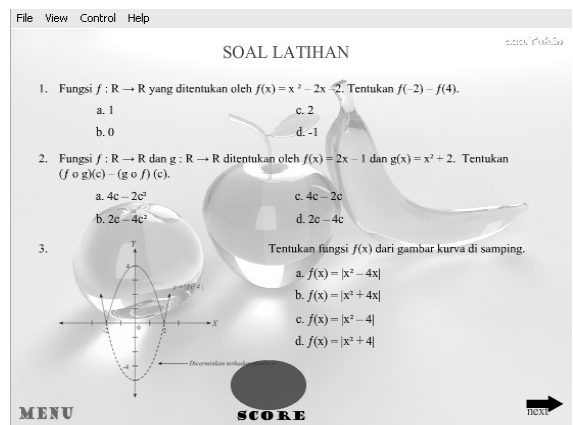 File View Control Help
SOAL LATIHAN
1. Fungsi f : R → R yang ditentukan oleh f(x) = x ² – 2x –2. Tentukan f(–2) – f(4).
a. 1 c. 2
b. 0 d. -1
2. Fungsi f : R → R dan g : R → R ditentukan oleh f(x) = 2x – 1 dan g(x) = x² + 2. Tentukan
(f o g)(c) – (g o f) (c).
a. 4c – 2c² c. 4c – 2c
b. 2c – 4c² d. 2c – 4c
3. Tentukan fungsi f(x) dari gambar kurva di samping.
a. f(x) = |x² – 4x|
b. f(x) = |x² + 4x|
c. f(x) = |x² – 4|
d. f(x) = |x² + 4|
Y
4
X
0
-4
Dicerminkan terhadap
MENU
SCORE
next